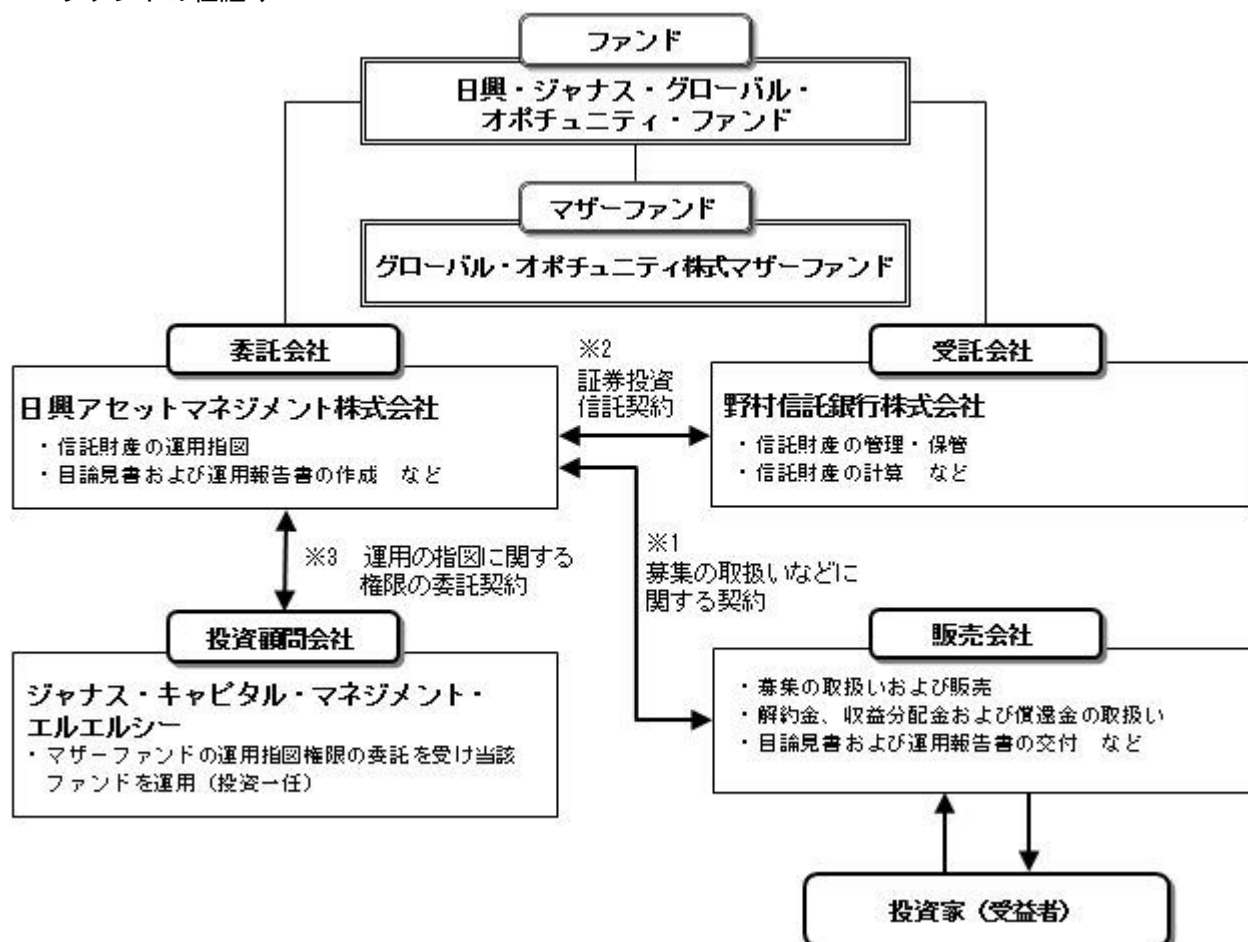 ファンド
日興・ジャナス・グローバル・
オポチュニティ・ファンド
マザーファンド
グローバル・オポチュニティ株式マザーファンド
委託会社
日興アセットマネジメント株式会社
・信託財産の運用指図
・目論見書および運用報告書の作成　など
※2
証券投資
信託契約
受託会社
野村信託銀行株式会社
・信託財産の管理・保管
・信託財産の計算　など
※3　運用の指図に関する
権限の委託契約
※1
募集の取扱いなどに
関する契約
投資顧問会社
ジャナス・キャピタル・マネジメント・
エルエルシー
・マザーファンドの運用指図権限の委託を受け当該
ファンドを運用（投資一任）
販売会社
・募集の取扱いおよび販売
・解約金、収益分配金および償還金の取扱い
・目論見書および運用報告書の交付　など
投資家（受益者）